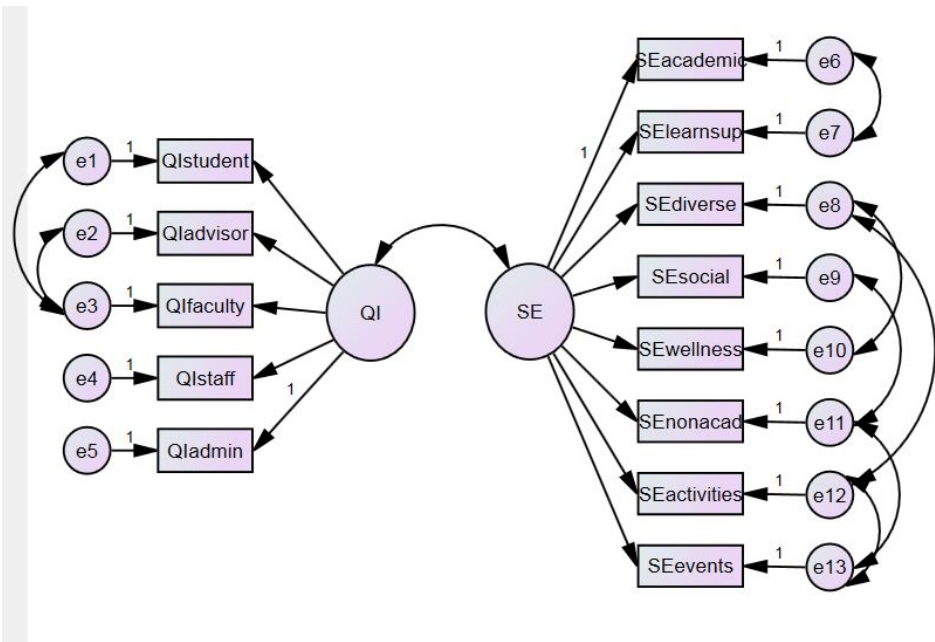 1 e6
SEacademic
1 e7
SElearnsup
e1 1 QIstudent
1
SEdiverse 1 e8
e2 1 QIadvisor
SEsocial 1 e9
e3 1 QIfaculty
QI
SE
SEwellness 1 e10
e4 1 QIstaff
1
SEnonacad 1 e11
e5 1 QIadmin
SEactivities 1 e12
SEevents 1 e13